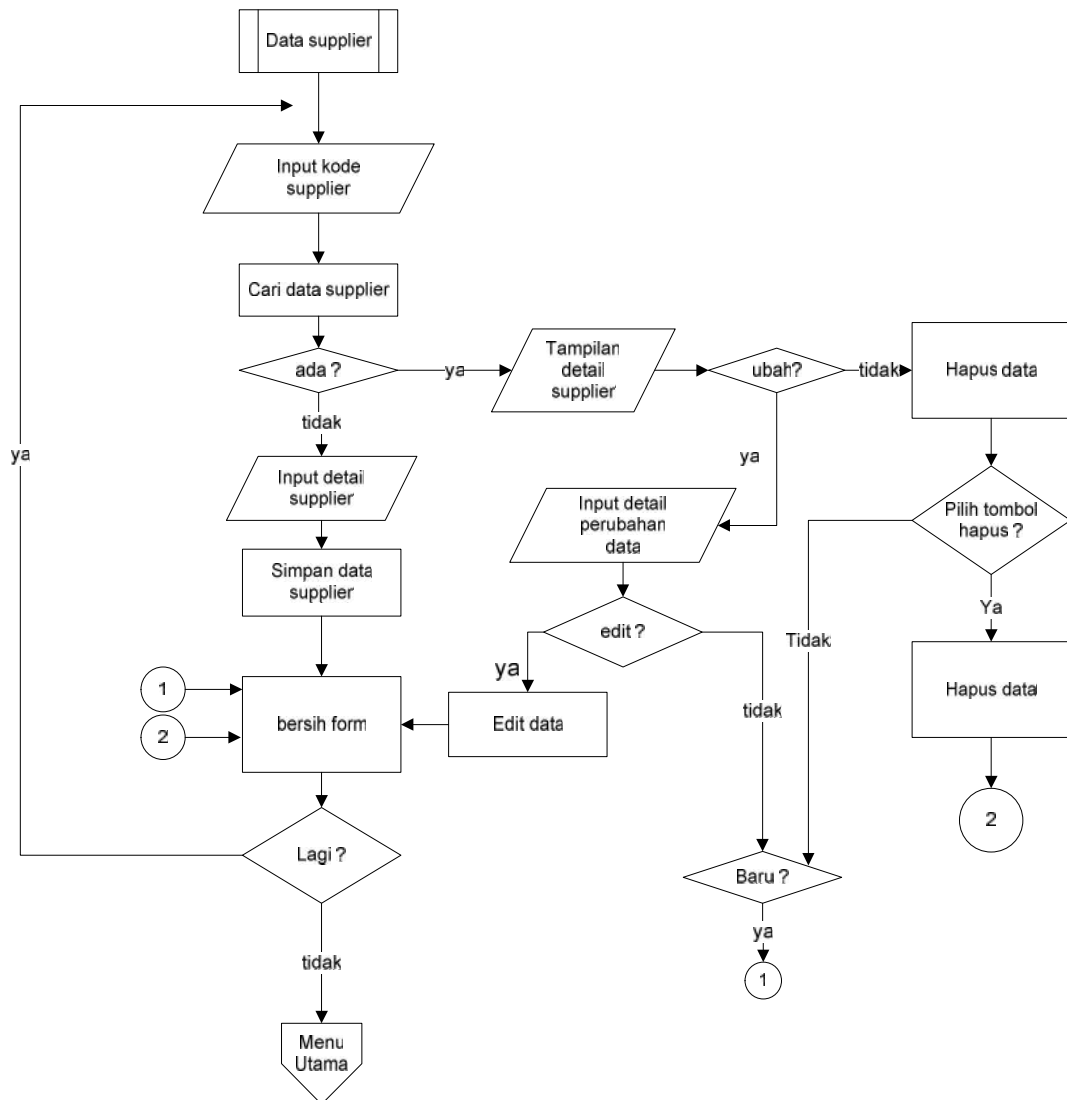 Data supplier
Input kode
supplier
Cari data supplier
ada ?
ya
Tampilan
detail
supplier
ubah?
tidak
Hapus data
tidak
ya
ya
Input detail
supplier
Input detail
perubahan
data
Pilih tombol
hapus ?
Simpan data
supplier
edit ?
Ya
Tidak
ya
1
2
bersih form
Edit data
tidak
Hapus data
2
Lagi ?
Baru ?
ya
tidak
1
Menu
Utama